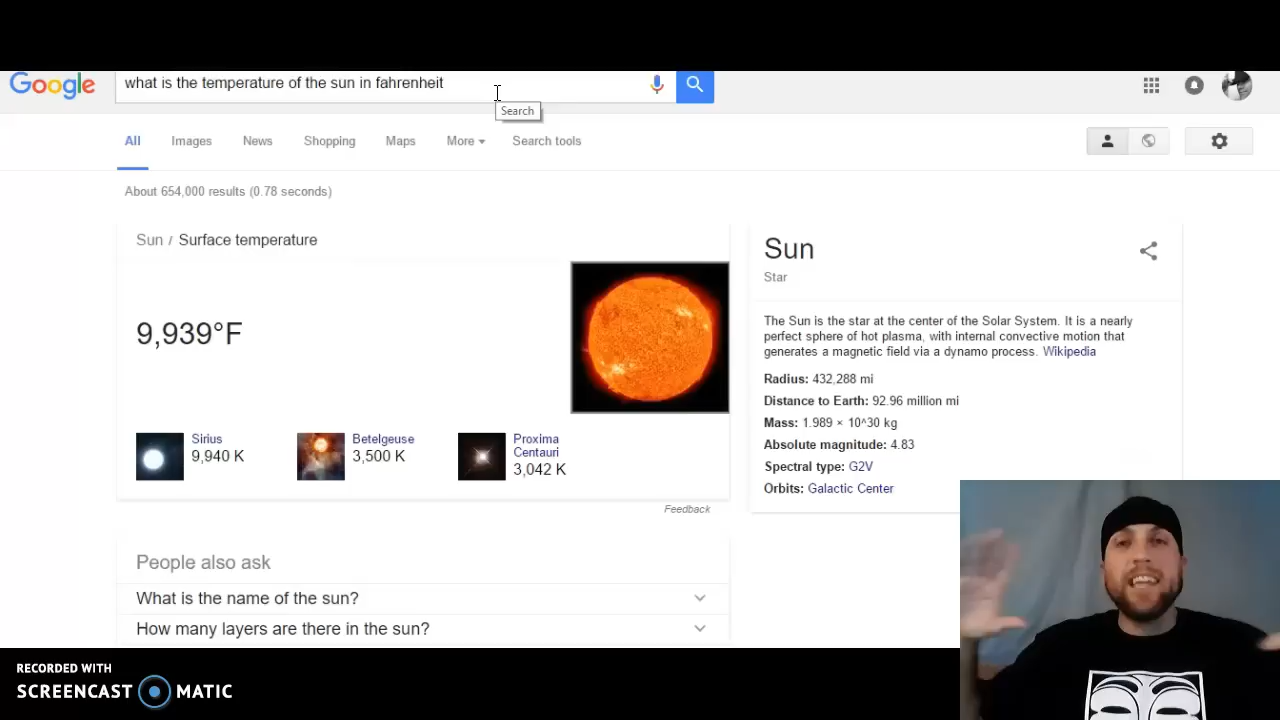 Google
what is the temperature of the sun in fahrenheit
Search
All Images News Shopping Maps More Search tools
About 654,000 results (0.78 seconds)
Sun / Surface temperature
9,939°F
Sirius
9,940 K
Betelgeuse
3,500 K
Proxima
Centauri
3,042 K
Feedback
People also ask
What is the name of the sun?
How many layers are there in the sun?
Sun
Star
The Sun is the star at the center of the Solar System. It is a nearly
perfect sphere of hot plasma, with internal convective motion that
generates a magnetic field via a dynamo process. Wikipedia
Radius: 432,288 mi
Distance to Earth: 92.96 million mi
Mass: 1.989 × 10^30 kg
Absolute magnitude: 4.83
Spectral type: G2V
Orbits: Galactic Center
RECORDED WITH
SCREENCAST MATIC